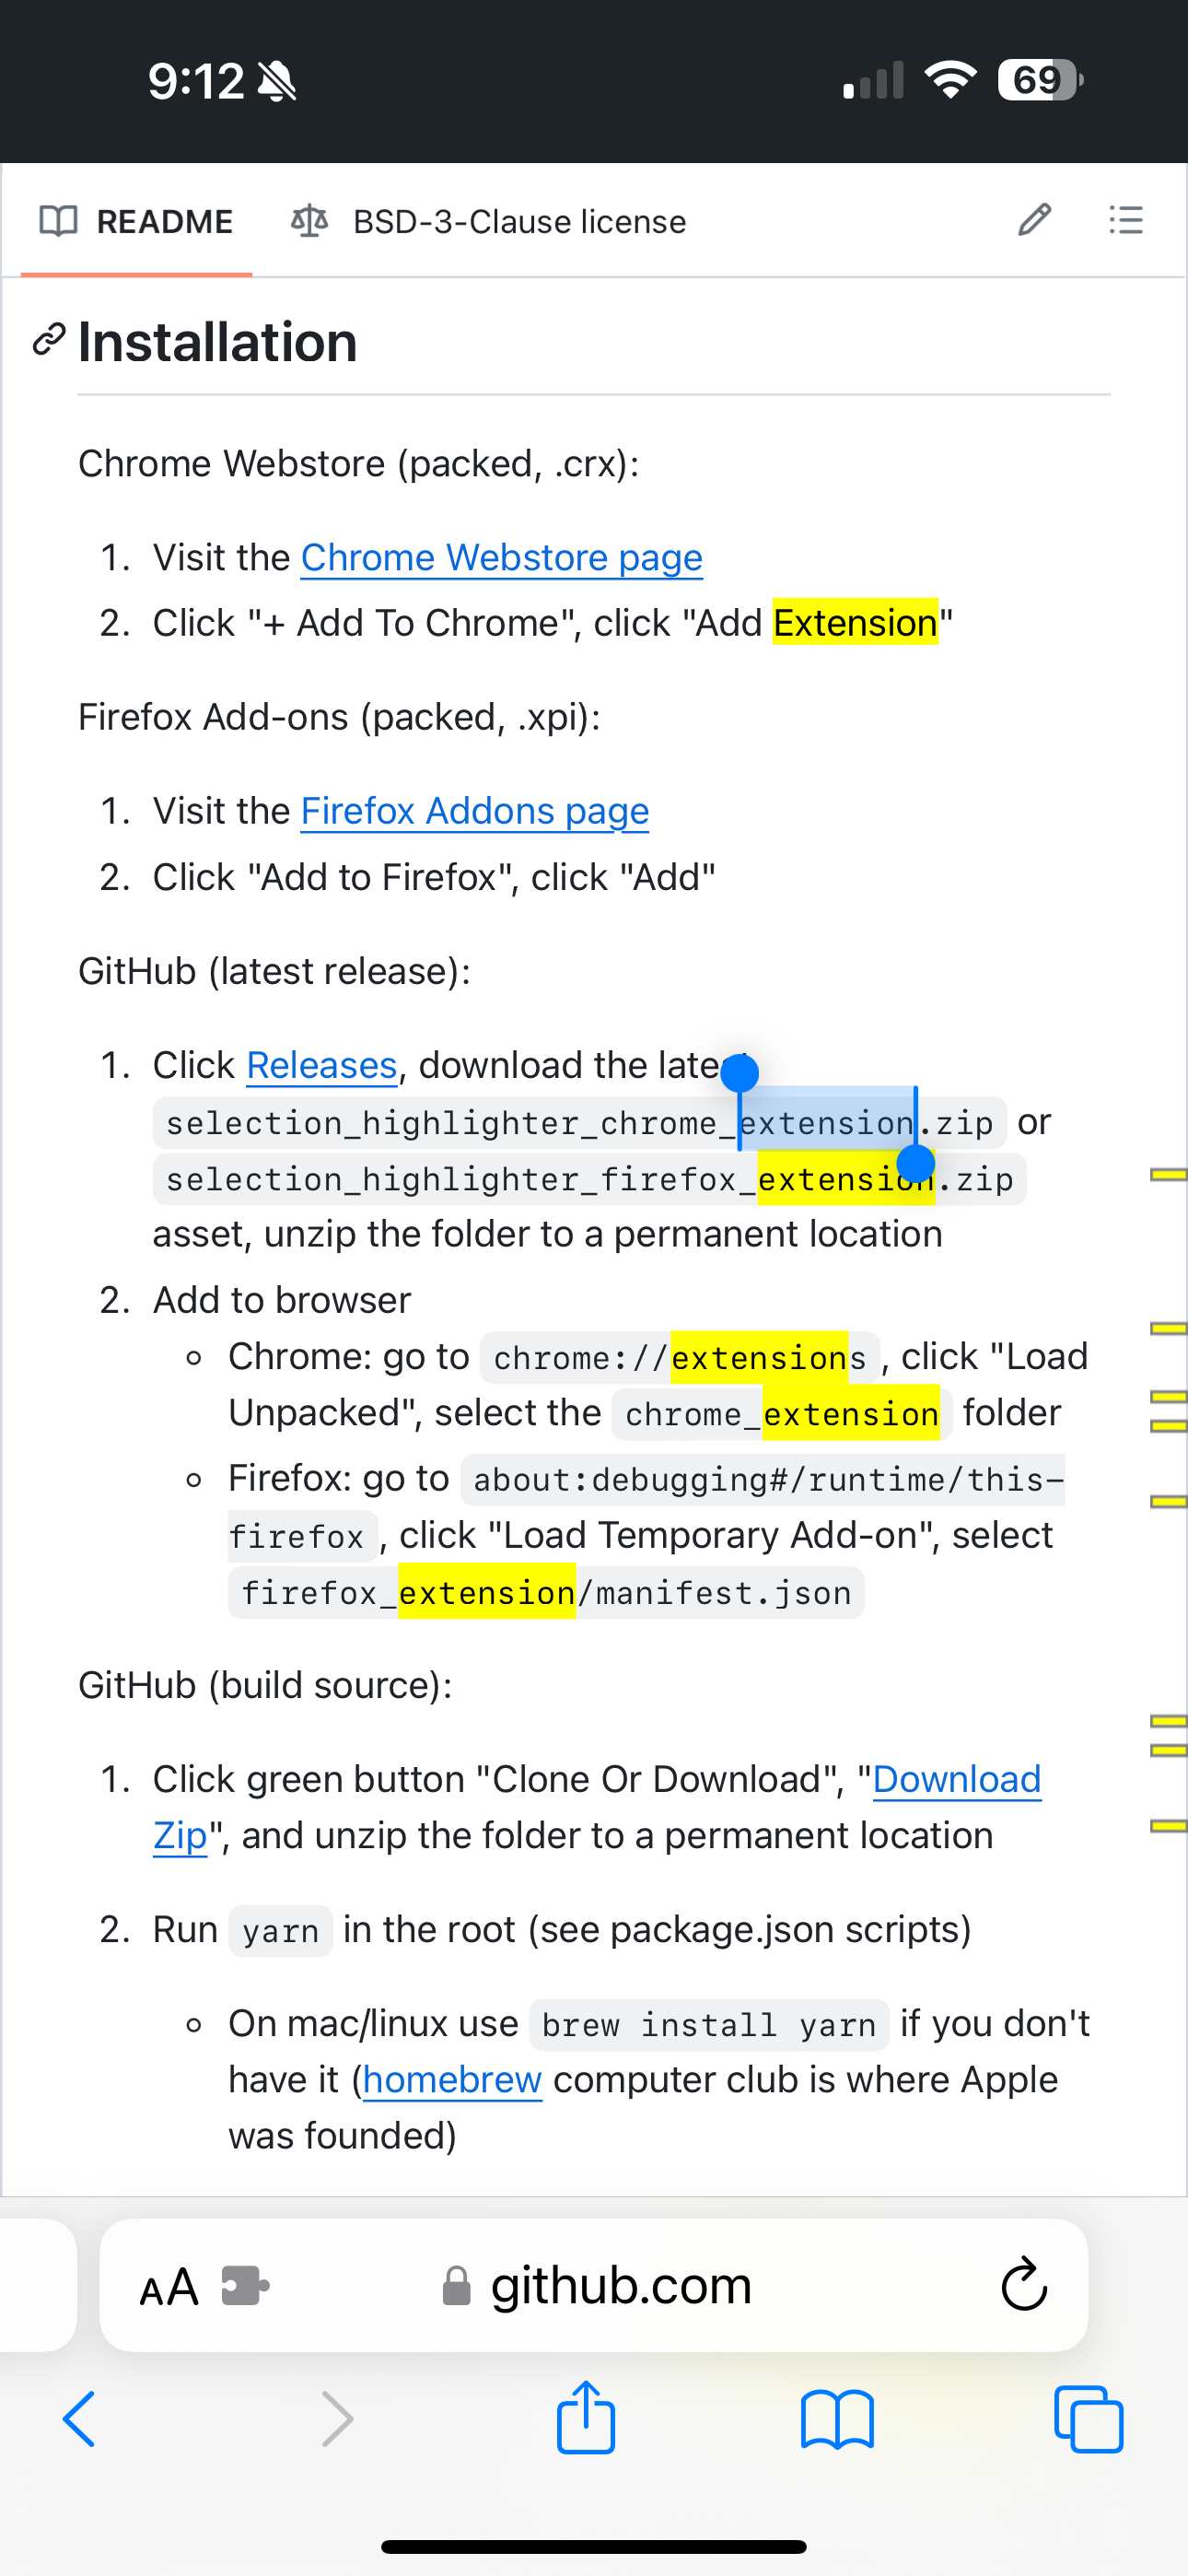 9:12
69
README BSD-3-Clause license
Installation
Chrome Webstore (packed, .crx):
1. Visit the Chrome Webstore page
2. Click "+ Add To Chrome", click "Add Extension"
Firefox Add-ons (packed, .xpi):
1. Visit the Firefox Addons page
2. Click "Add to Firefox", click "Add"
GitHub (latest release):
1. Click Releases, download the latest
selection_highlighter_chrome_extension.zip or
selection_highlighter_firefox_extension.zip
asset, unzip the folder to a permanent location
2. Add to browser
Chrome: go to chrome://extensions, click "Load
Unpacked", select the chrome_extension folder
Firefox: go to about:debugging#/runtime/this-
firefox, click "Load Temporary Add-on", select
firefox_extension/manifest.json
GitHub (build source):
1. Click green button "Clone Or Download", "Download
Zip", and unzip the folder to a permanent location
2. Run yarn in the root (see package.json scripts)
On mac/linux use brew install yarn if you don't
have it (homebrew computer club is where Apple
was founded)
AA github.com